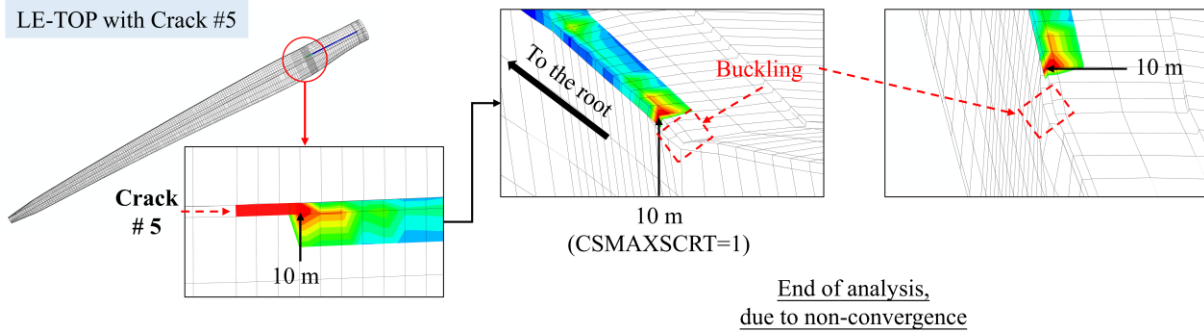 LE-TOP with Crack #5
Crack
# 5
10 m
To the root
Buckling
10 m
(CSMAXSCRT=1)
10 m
End of analysis,
due to non-convergence